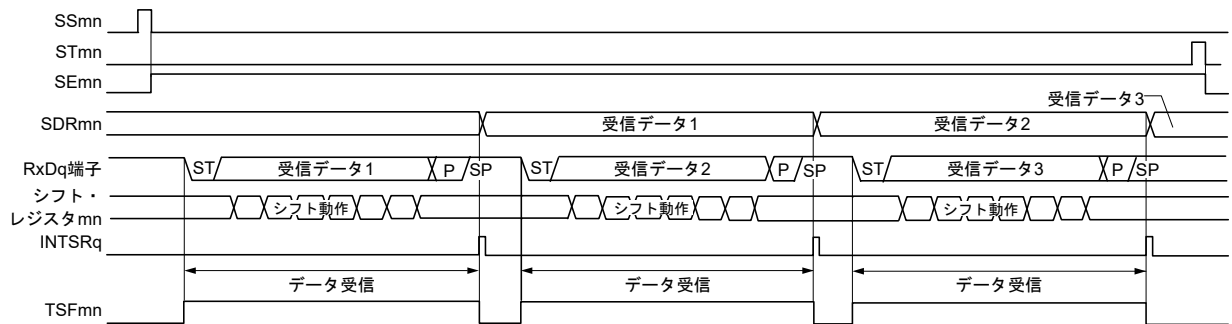 SSmn
STmn
SEmn
受信データ3
SDRmn 受信データ1 受信データ2
RxDq端子 ST 受信データ1 P SP ST 受信データ2 P SP ST 受信データ3 P SP
シフト・
レジスタmn シフト動作 シフト動作 シフト動作
INTSRq
データ受信 データ受信 データ受信
TSFmn